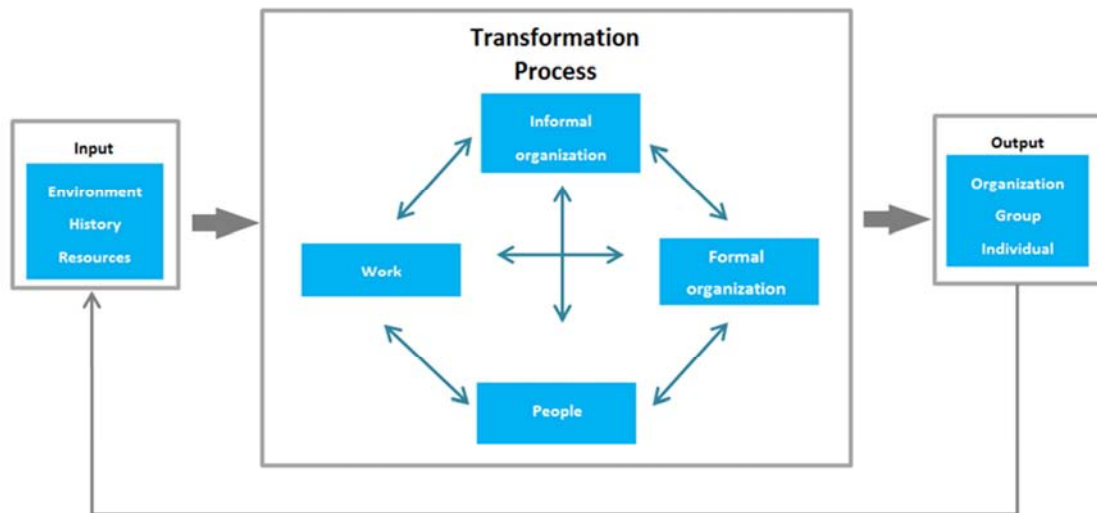 Transformation
Process
Informal
organization
Input
Environment
History
Resources
Work
Formal
organization
People
Output
Organization
Group
Individual